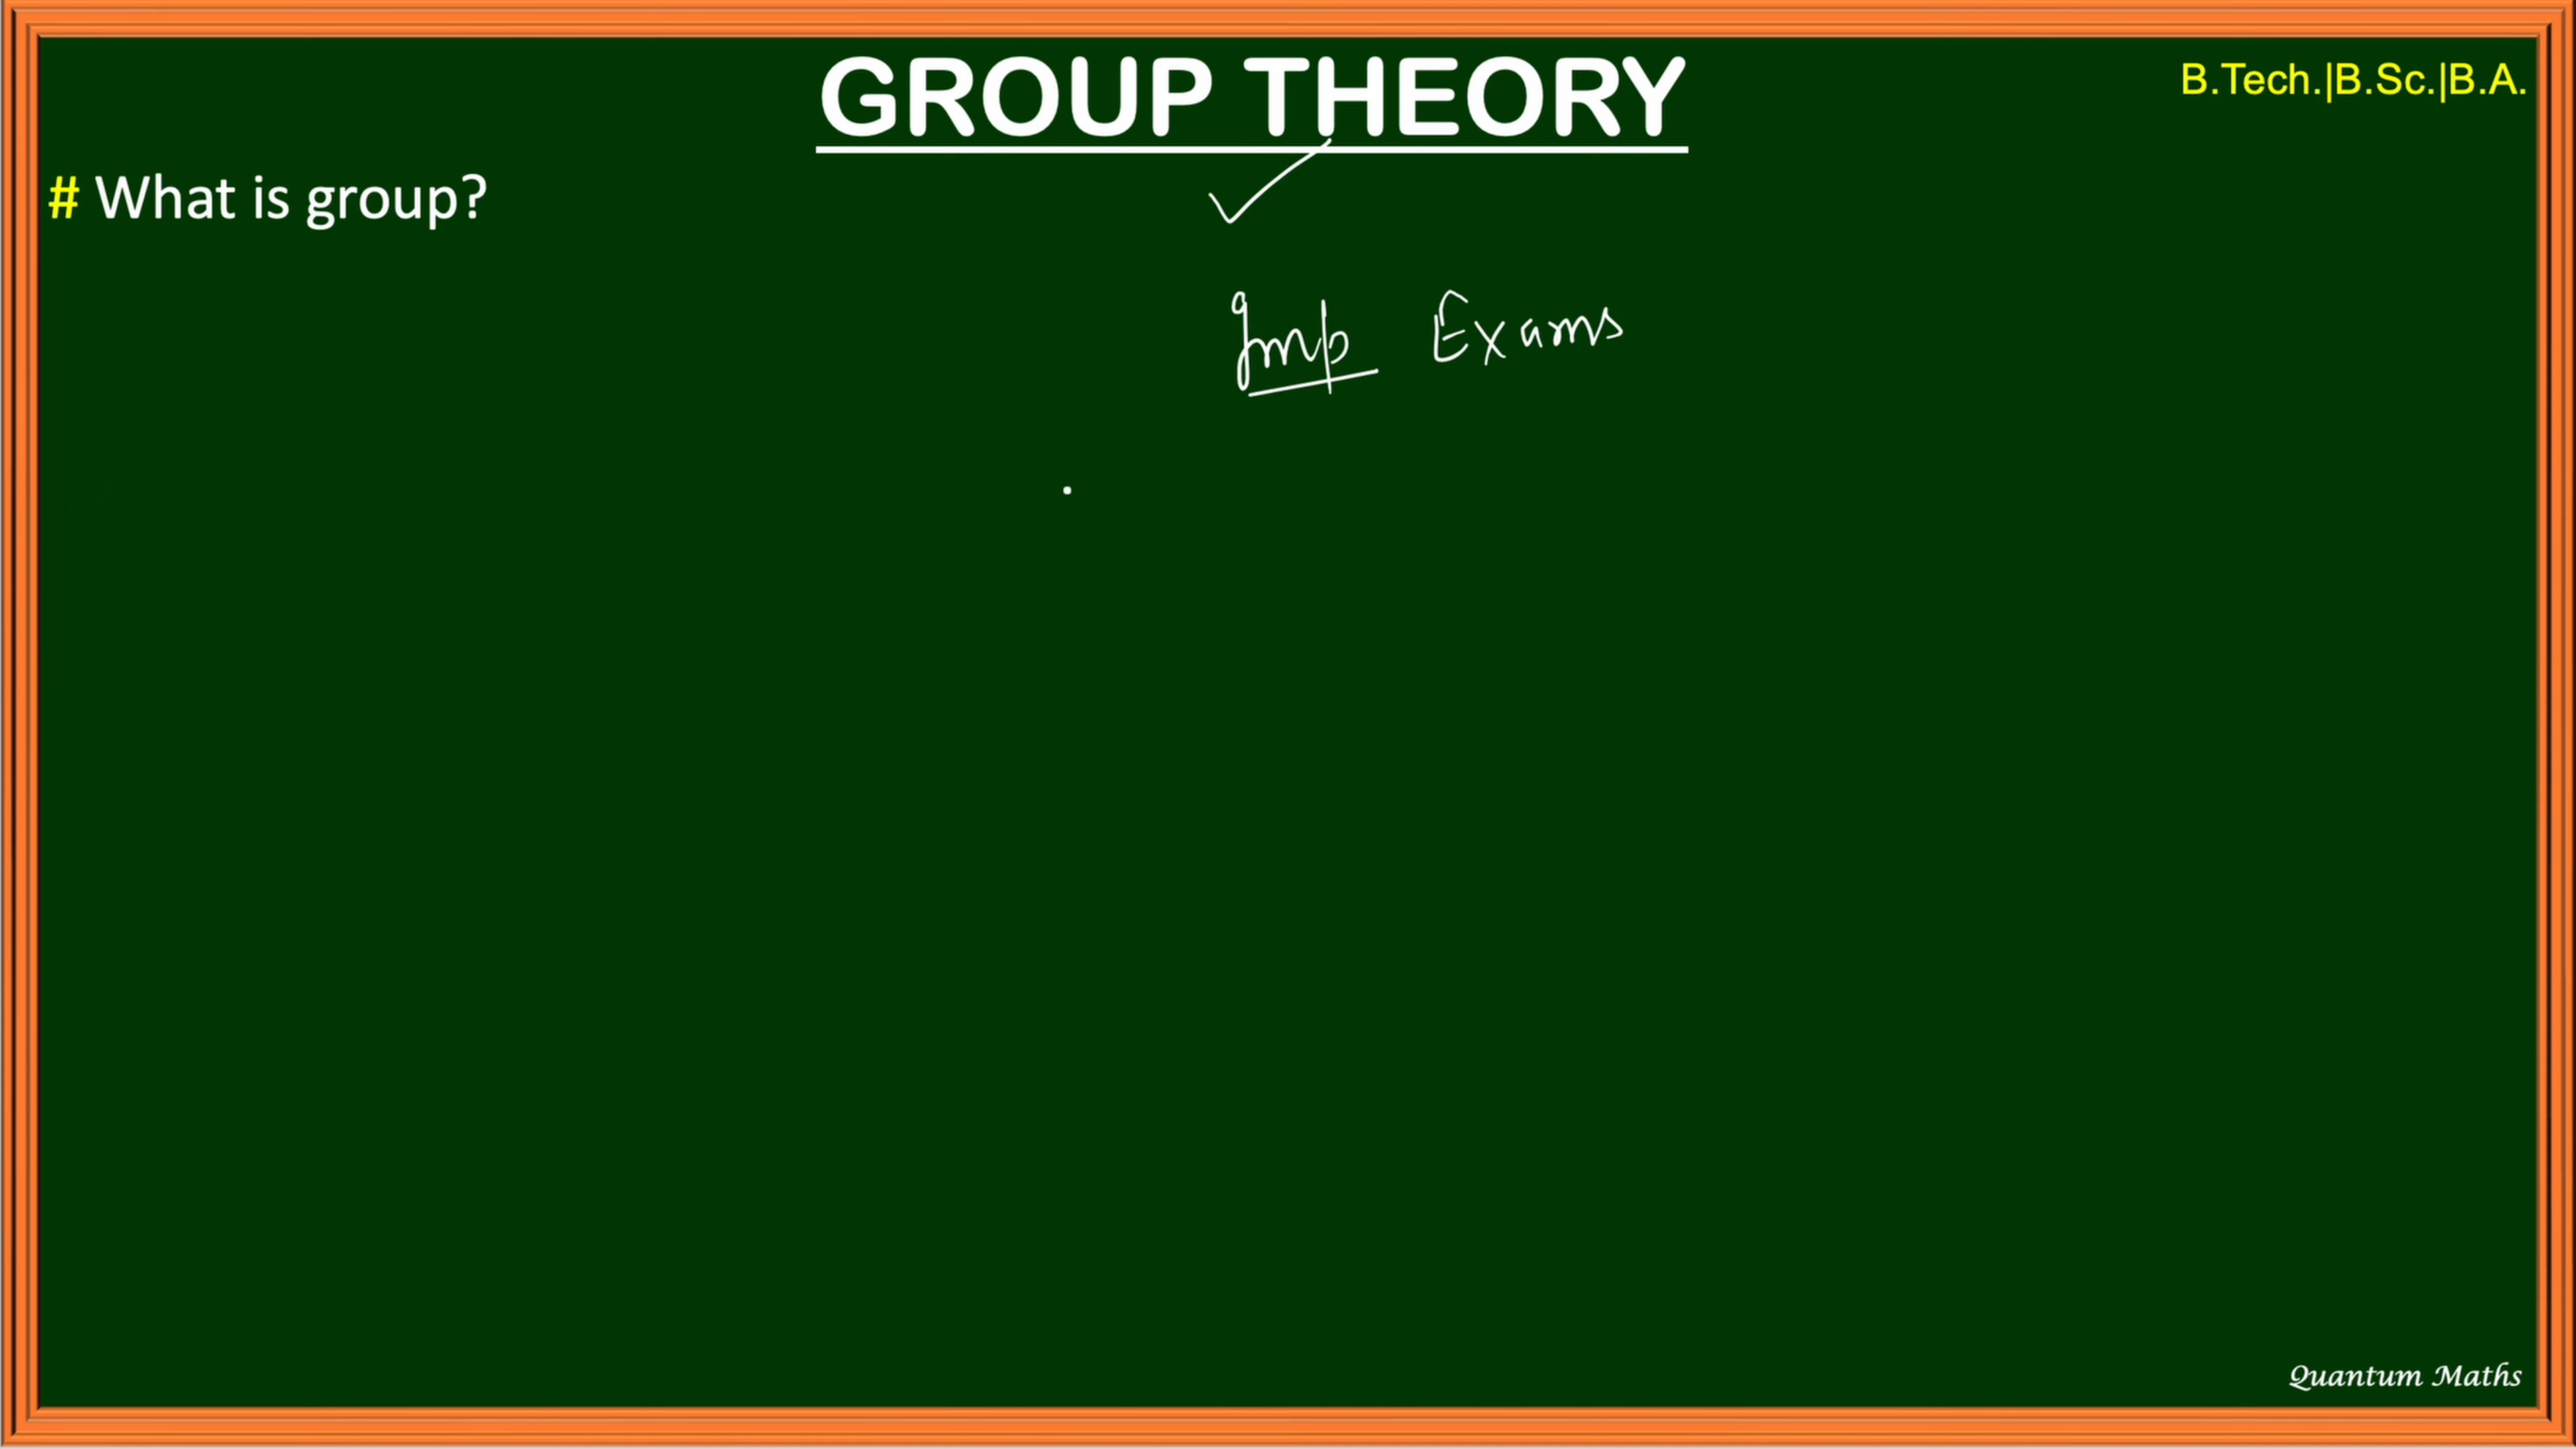 GROUP THEORY
B.Tech.|B.Sc.|B.A.
# What is group?
Imp Exams
Quantum Maths